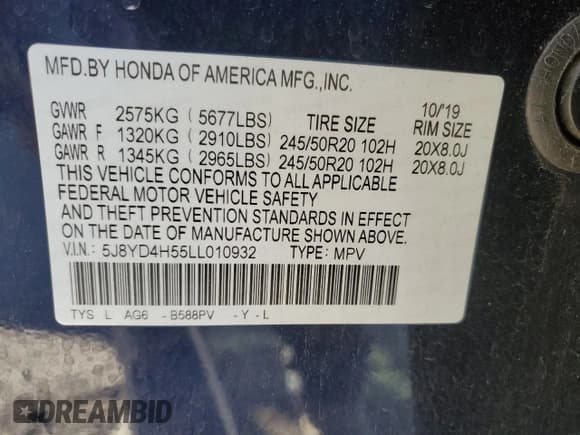 MFD.BY HONDA OF AMERICA MFG.,INC.
10/'19
GVWR 2575KG ( 5677LBS) TIRE SIZE RIM SIZE
GAWR F 1320KG ( 2910LBS) 245/50R20 102H 20X8.0J
GAWR R 1345KG ( 2965LBS) 245/50R20 102H 20X8.0J
THIS VEHICLE CONFORMS TO ALL APPLICABLE
FEDERAL MOTOR VEHICLE SAFETY
AND THEFT PREVENTION STANDARDS IN EFFECT
ON THE DATE OF MANUFACTURE SHOWN ABOVE.
V.I.N.: 5J8YD4H55LL010932 TYPE: MPV
TYS L AG6 -B588PV -Y -L
DREAMBID